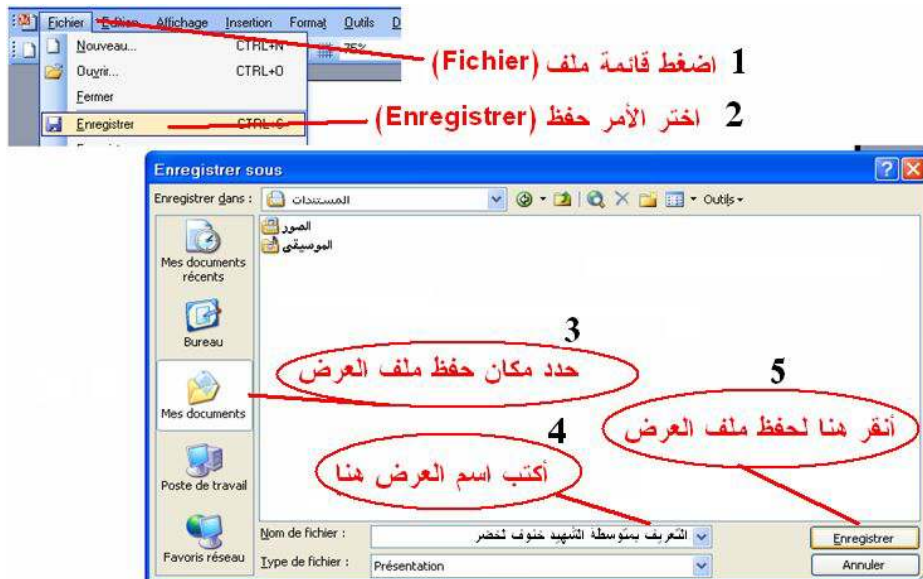 Fichier Edition Affichage Insertion Format Outils D
Nouveau... CTRL+N 75%
Ouvrir... CTRL+O
Fermer
Enregistrer CTRL+S
1 اضغط قائمة ملف (Fichier)
2 اختر الأمر حفظ (Enregistrer)
Enregistrer sous
Enregistrer dans : المستندات Outils
الصور
الموسيقى
Mes documents récents
Bureau
Mes documents
Poste de travail
Favoris réseau
3
حدد مكان حفظ ملف العرض
4
أكتب اسم العرض هنا
5
أنقر هنا لحفظ ملف العرض
Nom de fichier : التعريف بمتوسطة الشهيد خنوف لخضر Enregistrer
Type de fichier : Présentation Annuler